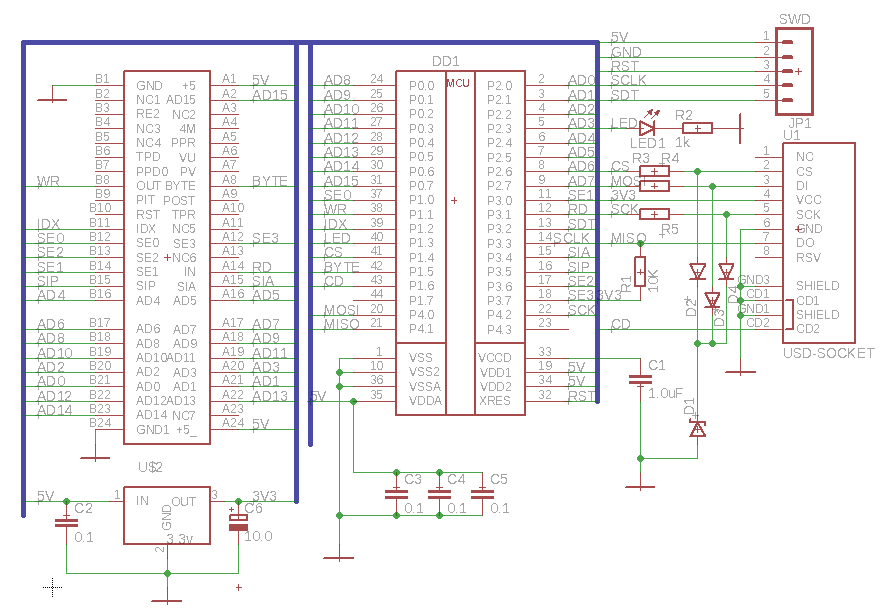 SWD
5V 1
GND 2
RST 3
SCLK 4
SDT 5
JP1
DD1
MCU
B1 GND +5 A1 5V
B2 NC1 AD15 A2 AD15
B3 RE2 NC2 A3
B4 NC3 4M A4
B5 NC4 PPR A5
B6 TPD VU A6
B7 PPD0 PV A7
WR B8 OUT BYTE A8 BYTE
B9 PIT POST A9
B10 RST TPR A10
IDX B11 IDX NC5 A11
SE0 B12 SE0 SE3 A12 SE3
SE2 B13 SE2 NC6 A13
SE1 B14 SE1 IN A14 RD
SIP B15 SIP SIA A15 SIA
AD4 B16 AD4 AD5 A16 AD5
AD6 B17 AD6 AD7 A17 AD7
AD8 B18 AD8 AD9 A18 AD9
AD10 B19 AD10 AD11 A19 AD11
AD2 B20 AD2 AD3 A20 AD3
AD0 B21 AD0 AD1 A21 AD1
AD12 B22 AD12 AD13 A22 AD13
AD14 B23 AD14 NC7 A23
B24 GND1 +5_ A24 5V
AD8 24 P0.0 P2.0 2 AD0
AD9 25 P0.1 P2.1 3 AD1
AD10 26 P0.2 P2.2 4 AD2
AD11 27 P0.3 P2.3 5 AD3
AD12 28 P0.4 P2.4 6 AD4
AD13 29 P0.5 P2.5 7 AD5
AD14 30 P0.6 P2.6 8 AD6
AD15 31 P0.7 P2.7 9 AD7
SE0 37 P1.0 P3.0 11 SE1
WR 38 P1.1 P3.1 12 RD
IDX 39 P1.2 P3.2 13 SDT
LED 40 P1.3 P3.3 14 SCLK
CS 41 P1.4 P3.4 15 SIA
BYTE 42 P1.5 P3.5 16 SIP
CD 43 P1.6 P3.6 17 SE2
44 P1.7 P3.7 18 SE3
MOSI 20 P4.0 P4.2 22 SCK
MISO 21 P4.1 P4.3 23 CD
1 VSS VCCD 33
10 VSS2 VDD1 19 5V
36 VSSA VDD2 34 5V
5V 35 VDDA XRES 32 RST
LED LED1 R2 1k
U1
CS R3 R4
MOSI
3V3
SCK R5
MISO
R1 10K 3V3
1 NC
2 CS
3 DI
4 VCC
5 SCK
6 GND
7 DO
8 RSV
GND3 SHIELD
CD1 CD1
GND1 SHIELD
CD2 CD2
USD-SOCKET
D2 D3 D4
C1 1.0uF
D1
C3 0.1
C4 0.1
C5 0.1
U$2
5V 1 IN OUT 3 3V3
GND
3.3v
2
C2 0.1
C6 10.0